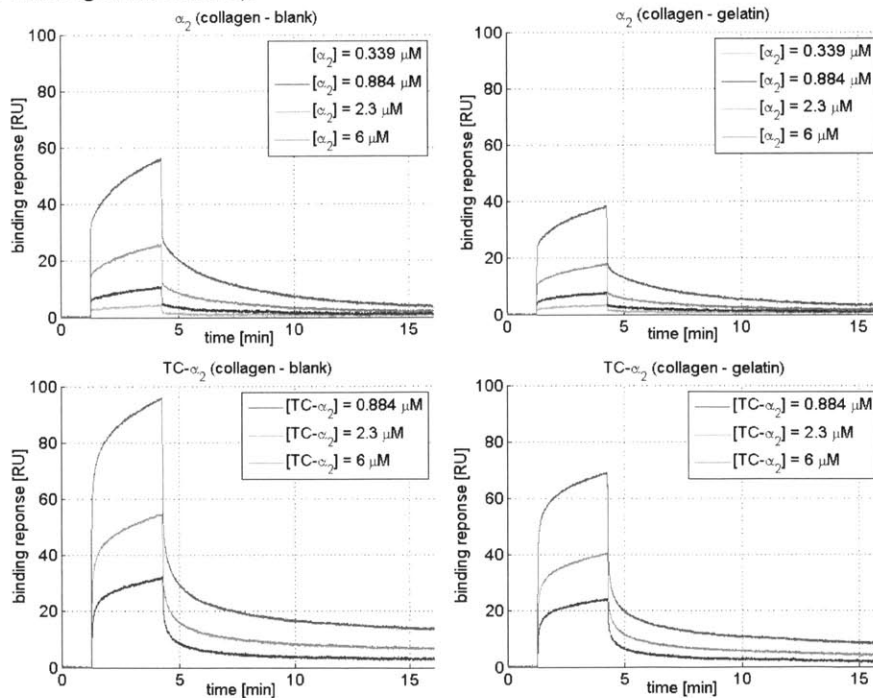 α2 (collagen - blank)
100
80
60
40
20
0
binding reponse [RU]
[α2] = 0.339 μM
[α2] = 0.884 μM
[α2] = 2.3 μM
[α2] = 6 μM
0 5 10 15
time [min]
α2 (collagen - gelatin)
100
80
60
40
20
0
binding reponse [RU]
[α2] = 0.339 μM
[α2] = 0.884 μM
[α2] = 2.3 μM
[α2] = 6 μM
0 5 10 15
time [min]
TC-α2 (collagen - blank)
100
80
60
40
20
0
binding reponse [RU]
[TC-α2] = 0.884 μM
[TC-α2] = 2.3 μM
[TC-α2] = 6 μM
0 5 10 15
time [min]
TC-α2 (collagen - gelatin)
100
80
60
40
20
0
binding reponse [RU]
[TC-α2] = 0.884 μM
[TC-α2] = 2.3 μM
[TC-α2] = 6 μM
0 5 10 15
time [min]